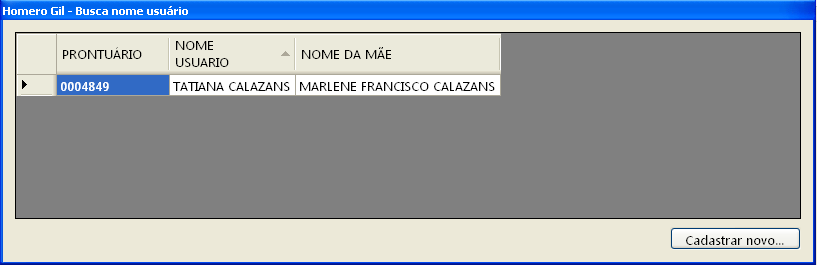 Homero Gil - Busca nome usuário
PRONTUÁRIO
NOME
USUARIO
NOME DA MÃE
0004849
TATIANA CALAZANS
MARLENE FRANCISCO CALAZANS
Cadastrar novo...